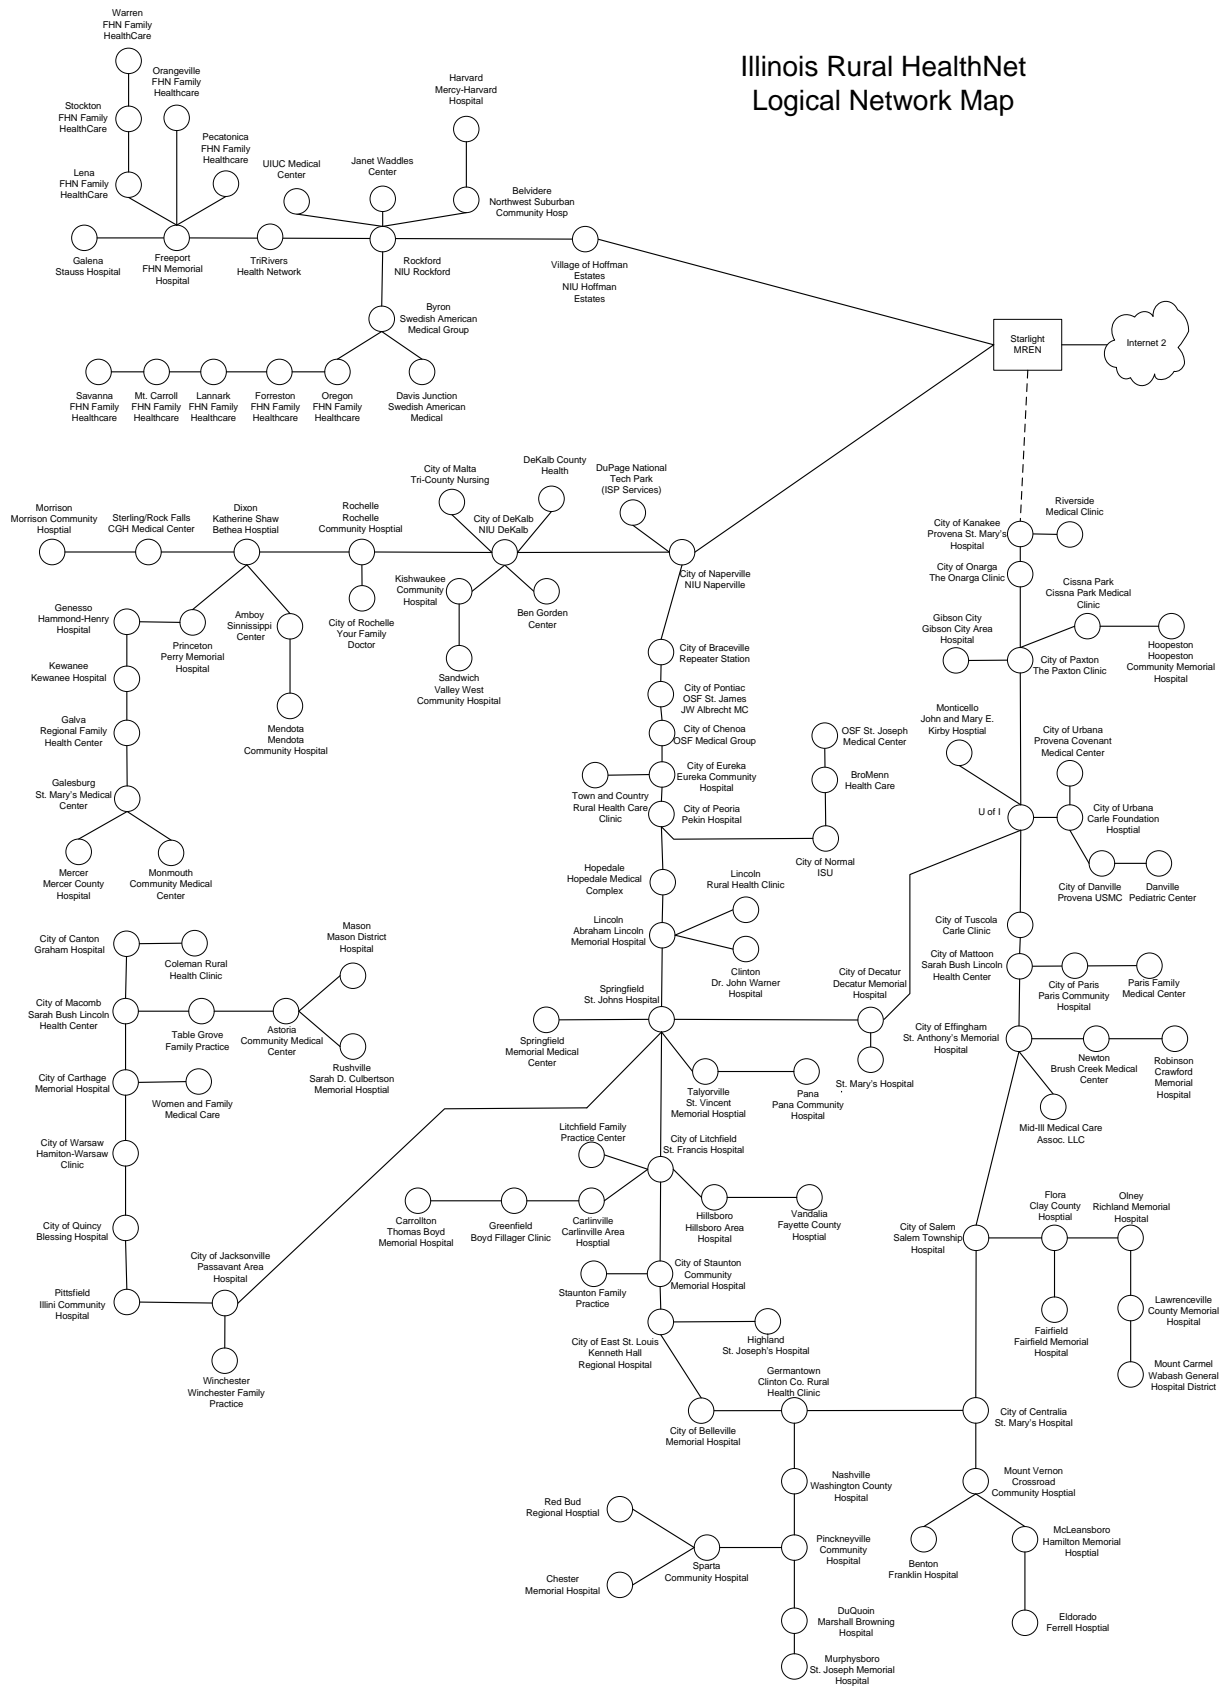 Illinois Rural HealthNet
Logical Network Map
Warren
FHN Family
HealthCare
Orangeville
FHN Family
Healthcare
Stockton
FHN Family
HealthCare
Pecatonica
FHN Family
Healthcare
Lena
FHN Family
HealthCare
UIUC Medical
Center
Janet Waddles
Center
Harvard
Mercy-Harvard
Hospital
Belvidere
Northwest Suburban
Community Hosp
Galena
Stauss Hospital
Freeport
FHN Memorial
Hospital
TriRivers
Health Network
Rockford
NIU Rockford
Village of Hoffman
Estates
NIU Hoffman
Estates
Byron
Swedish American
Medical Group
Starlight
MREN
Internet 2
Savanna
FHN Family
Healthcare
Mt. Carroll
FHN Family
Healthcare
Lannark
FHN Family
Healthcare
Forreston
FHN Family
Healthcare
Oregon
FHN Family
Healthcare
Davis Junction
Swedish American
Medical
Morrison
Morrison Community
Hosptial
Sterling/Rock Falls
CGH Medical Center
Dixon
Katherine Shaw
Bethea Hosptial
Rochelle
Rochelle
Community Hosptial
City of Malta
Tri-County Nursing
City of DeKalb
NIU DeKalb
DeKalb County
Health
DuPage National
Tech Park
(ISP Services)
City of Naperville
NIU Naperville
Kishwaukee
Community
Hospital
Ben Gorden
Center
City of Rochelle
Your Family
Doctor
Sandwich
Valley West
Community Hospital
Genesso
Hammond-Henry
Hospital
Princeton
Perry Memorial
Hospital
Amboy
Sinnissippi
Center
Mendota
Mendota
Community Hospital
Kewanee
Kewanee Hospital
Galva
Regional Family
Health Center
Galesburg
St. Mary's Medical
Center
Mercer
Mercer County
Hospital
Monmouth
Community Medical
Center
City of Braceville
Repeater Station
City of Pontiac
OSF St. James
JW Albrecht MC
City of Chenoa
OSF Medical Group
City of Eureka
Eureka Community
Hospital
Town and Country
Rural Health Care
Clinic
City of Peoria
Pekin Hospital
OSF St. Joseph
Medical Center
BroMenn
Health Care
City of Normal
ISU
Hopedale
Hopedale Medical
Complex
Lincoln
Rural Health Clinic
Lincoln
Abraham Lincoln
Memorial Hospital
Clinton
Dr. John Warner
Hospital
Riverside
Medical Clinic
City of Kanakee
Provena St. Mary's
Hospital
City of Onarga
The Onarga Clinic
Cissna Park
Cissna Park Medical
Clinic
Gibson City
Gibson City Area
Hospital
City of Paxton
The Paxton Clinic
Hoopeston
Hoopeston
Community Memorial
Hospital
Monticello
John and Mary E.
Kirby Hosptial
City of Urbana
Provena Covenant
Medical Center
U of I
City of Urbana
Carle Foundation
Hosptial
City of Danville
Provena USMC
Danville
Pediatric Center
City of Tuscola
Carle Clinic
City of Mattoon
Sarah Bush Lincoln
Health Center
City of Paris
Paris Community
Hospital
Paris Family
Medical Center
City of Effingham
St. Anthony's Memorial
Hospital
Newton
Brush Creek Medical
Center
Robinson
Crawford
Memorial
Hospital
Mid-Ill Medical Care
Assoc. LLC
City of Canton
Graham Hospital
Coleman Rural
Health Clinic
Mason
Mason District
Hospital
City of Macomb
Sarah Bush Lincoln
Health Center
Table Grove
Family Practice
Astoria
Community Medical
Center
Rushville
Sarah D. Culbertson
Memorial Hosptial
City of Carthage
Memorial Hospital
Women and Family
Medical Care
City of Warsaw
Hamiton-Warsaw
Clinic
City of Quincy
Blessing Hospital
Pittsfield
Illini Community
Hospital
City of Jacksonville
Passavant Area
Hospital
Winchester
Winchester Family
Practice
Springfield
St. Johns Hospital
Springfield
Memorial Medical
Center
City of Decatur
Decatur Memorial
Hospital
St. Mary's Hospital
Talyorville
St. Vincent
Memorial Hosptial
Pana
Pana Community
Hospital
Litchfield Family
Practice Center
City of Litchfield
St. Francis Hospital
Carrollton
Thomas Boyd
Memorial Hospital
Greenfield
Boyd Fillager Clinic
Carlinville
Carlinville Area
Hosptial
Hillsboro
Hillsboro Area
Hospital
Vandalia
Fayette County
Hosptial
City of Staunton
Community
Memorial Hospital
Staunton Family
Practice
City of East St. Louis
Kenneth Hall
Regional Hospital
Highland
St. Joseph's Hospital
City of Belleville
Memorial Hospital
Germantown
Clinton Co. Rural
Health Clinic
City of Salem
Salem Township
Hospital
Flora
Clay County
Hosptial
Olney
Richland Memorial
Hospital
Fairfield
Fairfield Memorial
Hospital
Lawrenceville
County Memorial
Hospital
Mount Carmel
Wabash General
Hospital District
City of Centralia
St. Mary's Hospital
Nashville
Washington County
Hospital
Mount Vernon
Crossroad
Community Hosptial
Red Bud
Regional Hosptial
Sparta
Community Hospital
Pinckneyville
Community
Hospital
Chester
Memorial Hospital
Benton
Franklin Hospital
McLeansboro
Hamilton Memorial
Hosptial
Eldorado
Ferrell Hosptial
DuQuoin
Marshall Browning
Hospital
Murphysboro
St. Joseph Memorial
Hospital